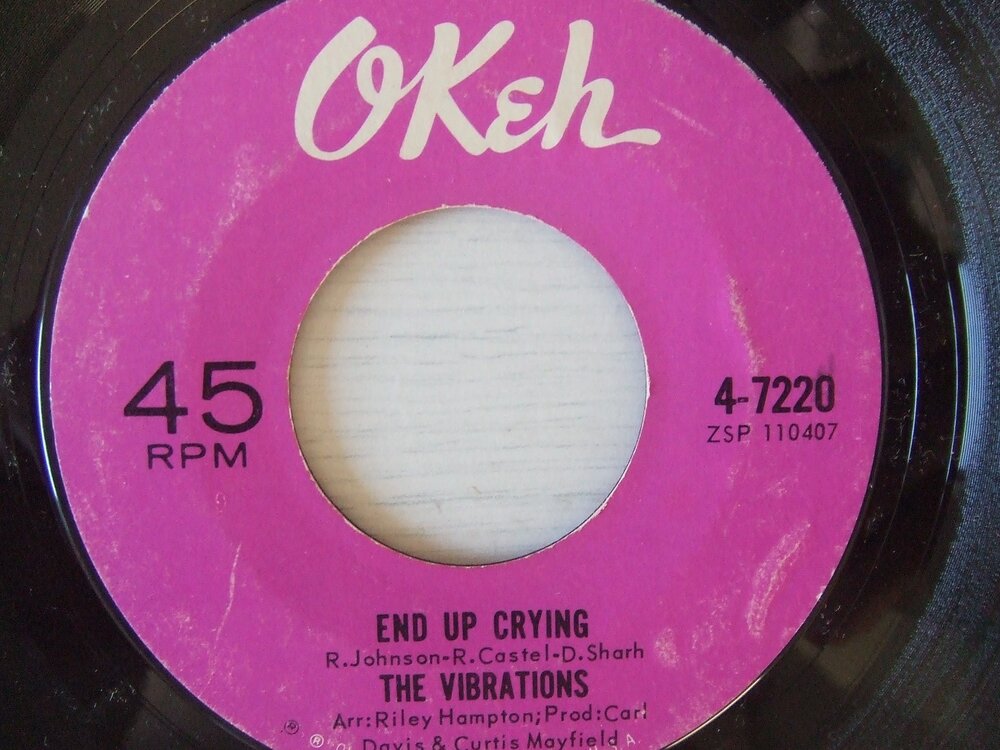 OKeh
45
RPM
4-7220
ZSP 110407
END UP CRYING
R.Johnson-R.Castel-D.Sharh
THE VIBRATIONS
Arr:Riley Hampton;Prod:Carl
Davis & Curtis Mayfield
℗
®